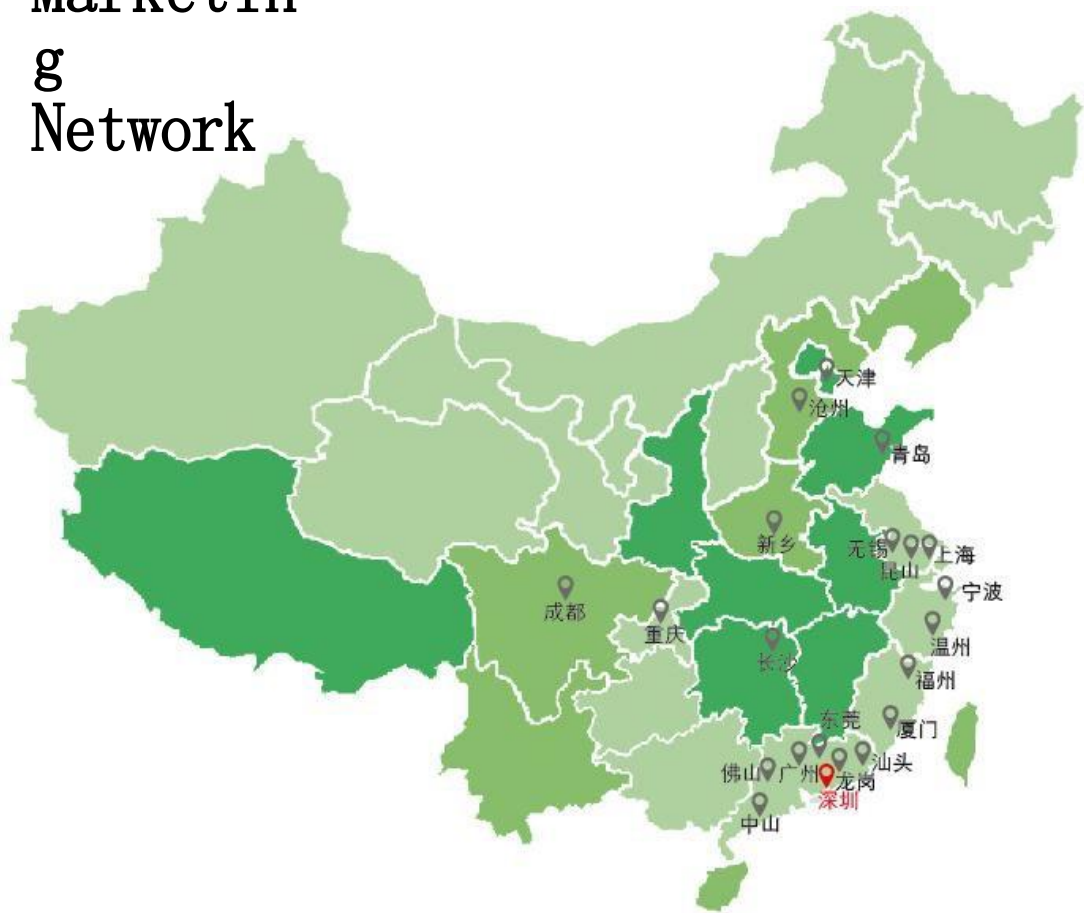 Marketin
g
Network
天津
沧州
青岛
新乡
无锡
昆山
上海
宁波
成都
重庆
温州
长沙
福州
东莞
厦门
佛山
广州
龙岗
汕头
深圳
中山